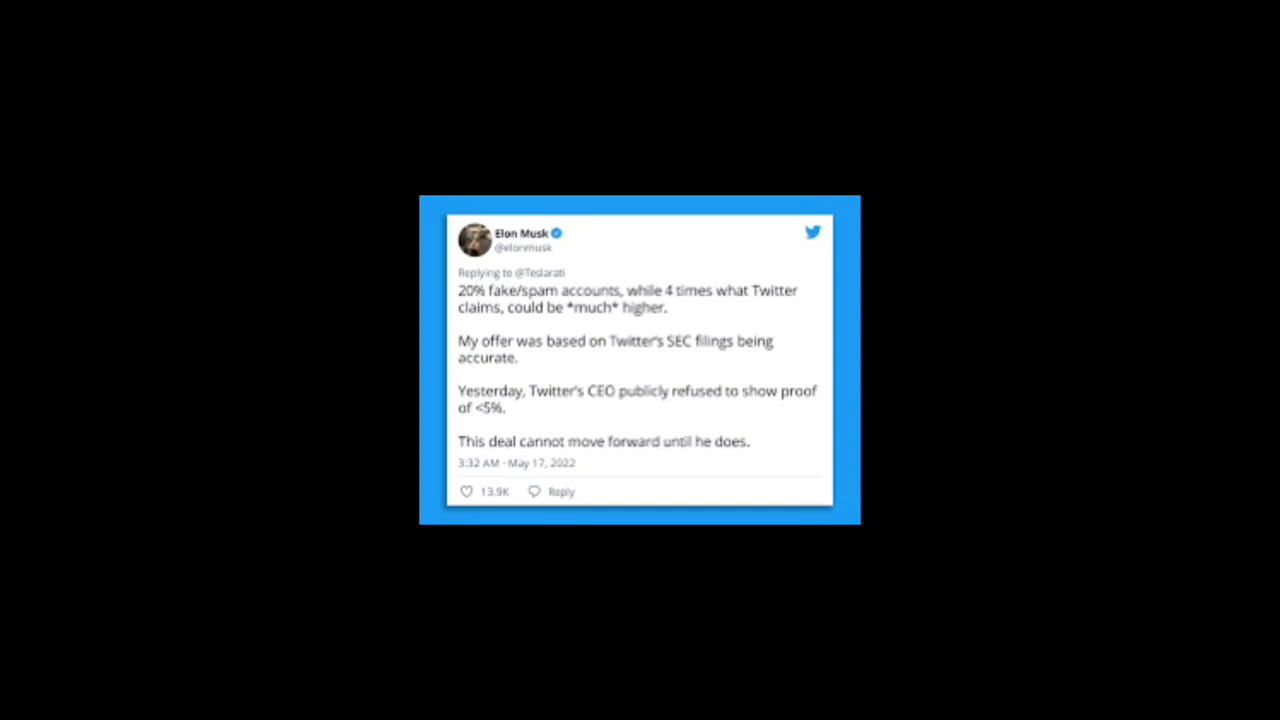 Elon Musk
@elonmusk
Replying to @Teslarati
20% fake/spam accounts, while 4 times what Twitter
claims, could be *much* higher.
My offer was based on Twitter's SEC filings being
accurate.
Yesterday, Twitter's CEO publicly refused to show proof
of <5%.
This deal cannot move forward until he does.
3:32 AM · May 17, 2022
13.9K Reply